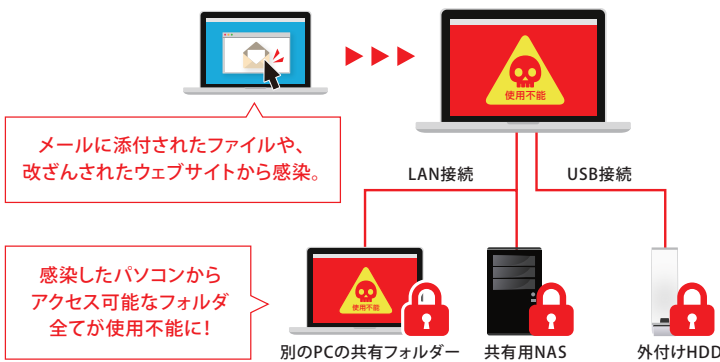 使用不能
メールに添付されたファイルや、
改ざんされたウェブサイトから感染。
LAN接続
USB接続
感染したパソコンから
アクセス可能なフォルダ
全てが使用不能に!
使用不能
別のPCの共有フォルダー
共有用NAS
外付けHDD